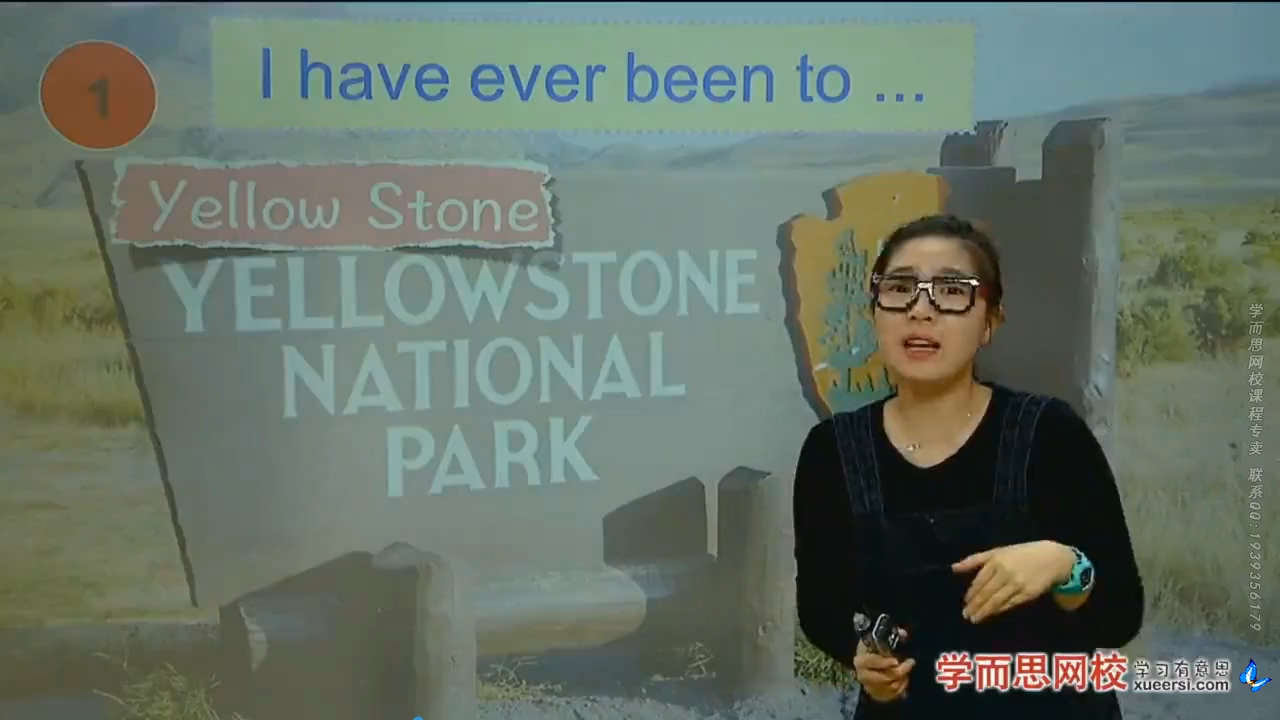 1
I have ever been to ...
Yellow Stone
YELLOWSTONE
NATIONAL
PARK
学而思网校课程专卖 联系QQ:1939356179
学而思网校
学习有意思
xueersi.com